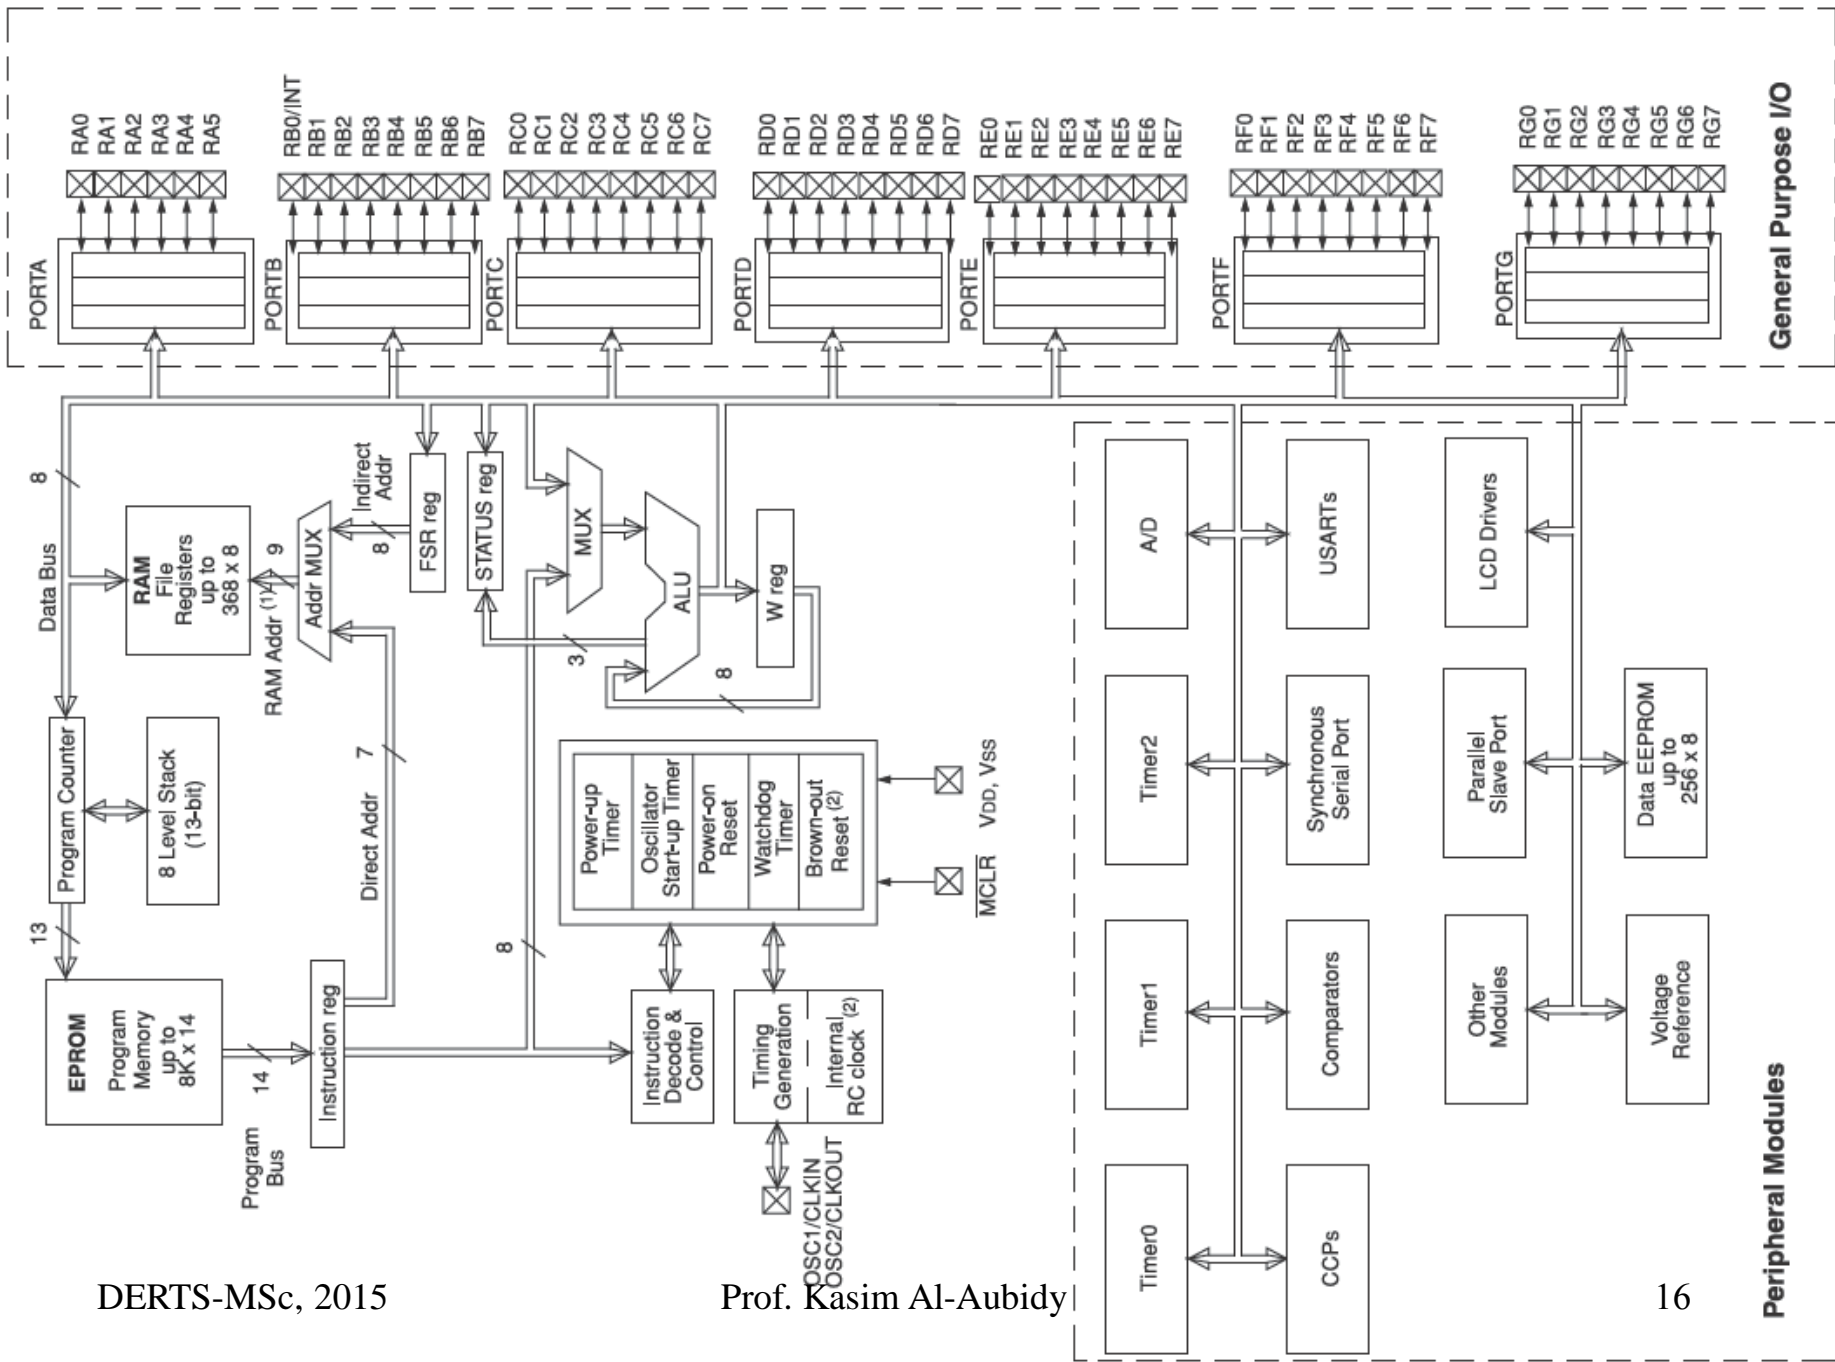 RA0
RA1
RA2
RA3
RA4
RA5
RB0/INT
RB1
RB2
RB3
RB4
RB5
RB6
RB7
RC0
RC1
RC2
RC3
RC4
RC5
RC6
RC7
RD0
RD1
RD2
RD3
RD4
RD5
RD6
RD7
RE0
RE1
RE2
RE3
RE4
RE5
RE6
RE7
RF0
RF1
RF2
RF3
RF4
RF5
RF6
RF7
RG0
RG1
RG2
RG3
RG4
RG5
RG6
RG7
PORTA
PORTB
PORTC
PORTD
PORTE
PORTF
PORTG
General Purpose I/O
Data Bus
8
RAM
File
Registers
up to
368 x 8
RAM Addr (1)
9
Addr MUX
Indirect
Addr
8
FSR reg
STATUS reg
MUX
ALU
3
W reg
8
Program Counter
8 Level Stack
(13-bit)
13
EPROM
Program
Memory
up to
8K x 14
Program
Bus
14
Instruction reg
Direct Addr
7
8
Power-up
Timer
Oscillator
Start-up Timer
Power-on
Reset
Watchdog
Timer
Brown-out
Reset (2)
Instruction
Decode &
Control
Timing
Generation
Internal
RC clock (2)
OSC1/CLKIN
OSC2/CLKOUT
MCLR
VDD, VSS
A/D
USARTs
LCD Drivers
Timer2
Synchronous
Serial Port
Parallel
Slave Port
Data EEPROM
up to
256 x 8
Timer1
Comparators
Other
Modules
Voltage
Reference
Timer0
CCPs
Peripheral Modules
DERTS-MSc, 2015
Prof. Kasim Al-Aubidy
16